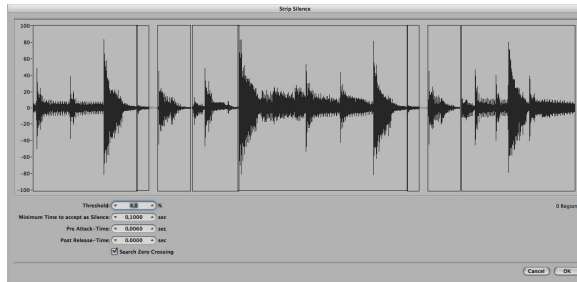 Strip Silence
100
80
60
40
20
0
-20
-40
-60
-80
-100
Threshold: 4,0 %
0 Region
Minimum Time to accept as Silence: 0,1000 sec
Pre Attack-Time: 0,0060 sec
Post Release-Time: 0,0000 sec
Search Zero Crossing
Cancel OK